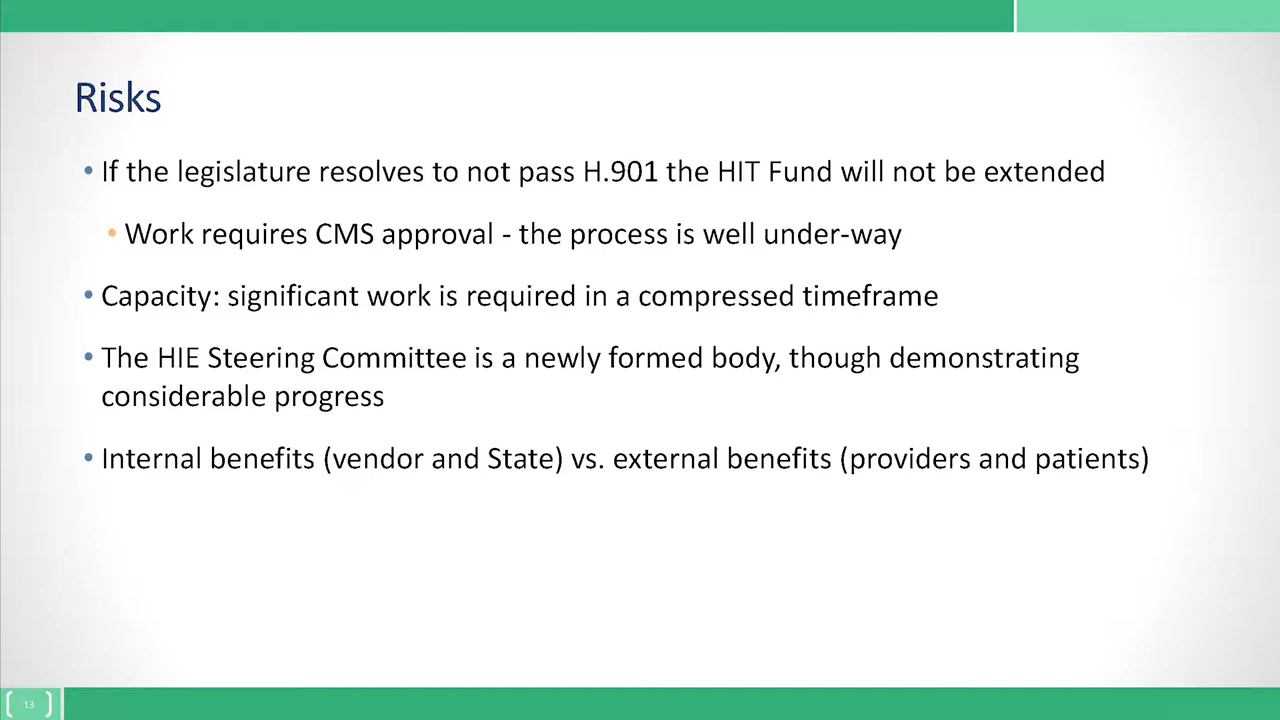 Risks
• If the legislature resolves to not pass H.901 the HIT Fund will not be extended
• Work requires CMS approval - the process is well under-way
• Capacity: significant work is required in a compressed timeframe
• The HIE Steering Committee is a newly formed body, though demonstrating
considerable progress
• Internal benefits (vendor and State) vs. external benefits (providers and patients)
13